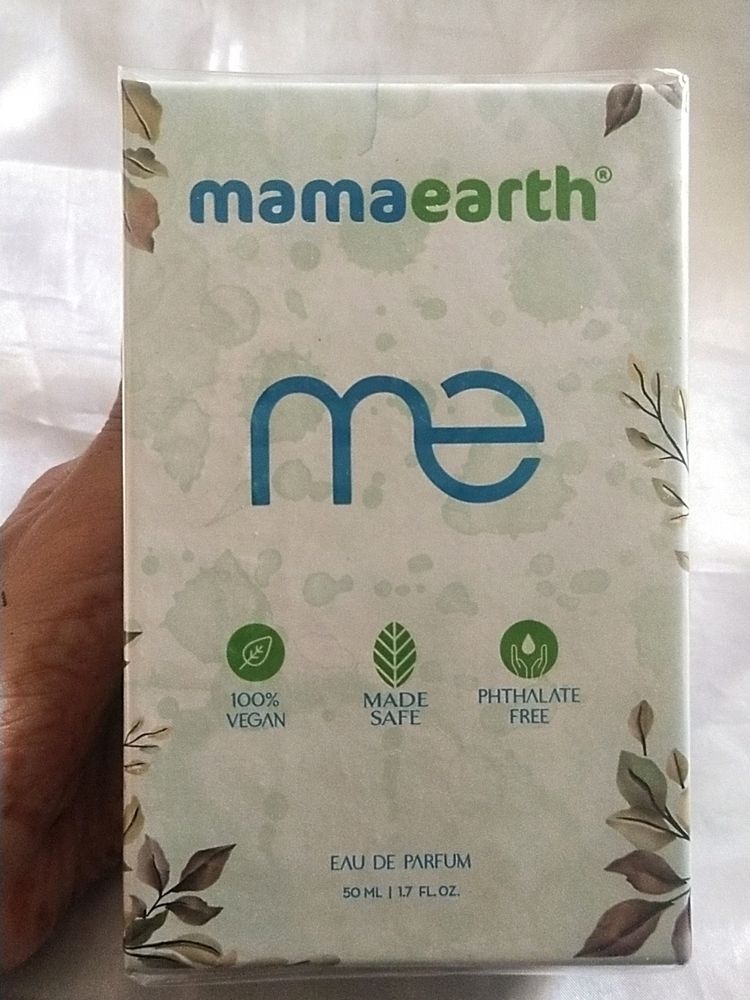 mamaearth®
me
100%
VEGAN
MADE
SAFE
PHTHALATE
FREE
EAU DE PARFUM
50 ML | 1.7 FL. OZ.